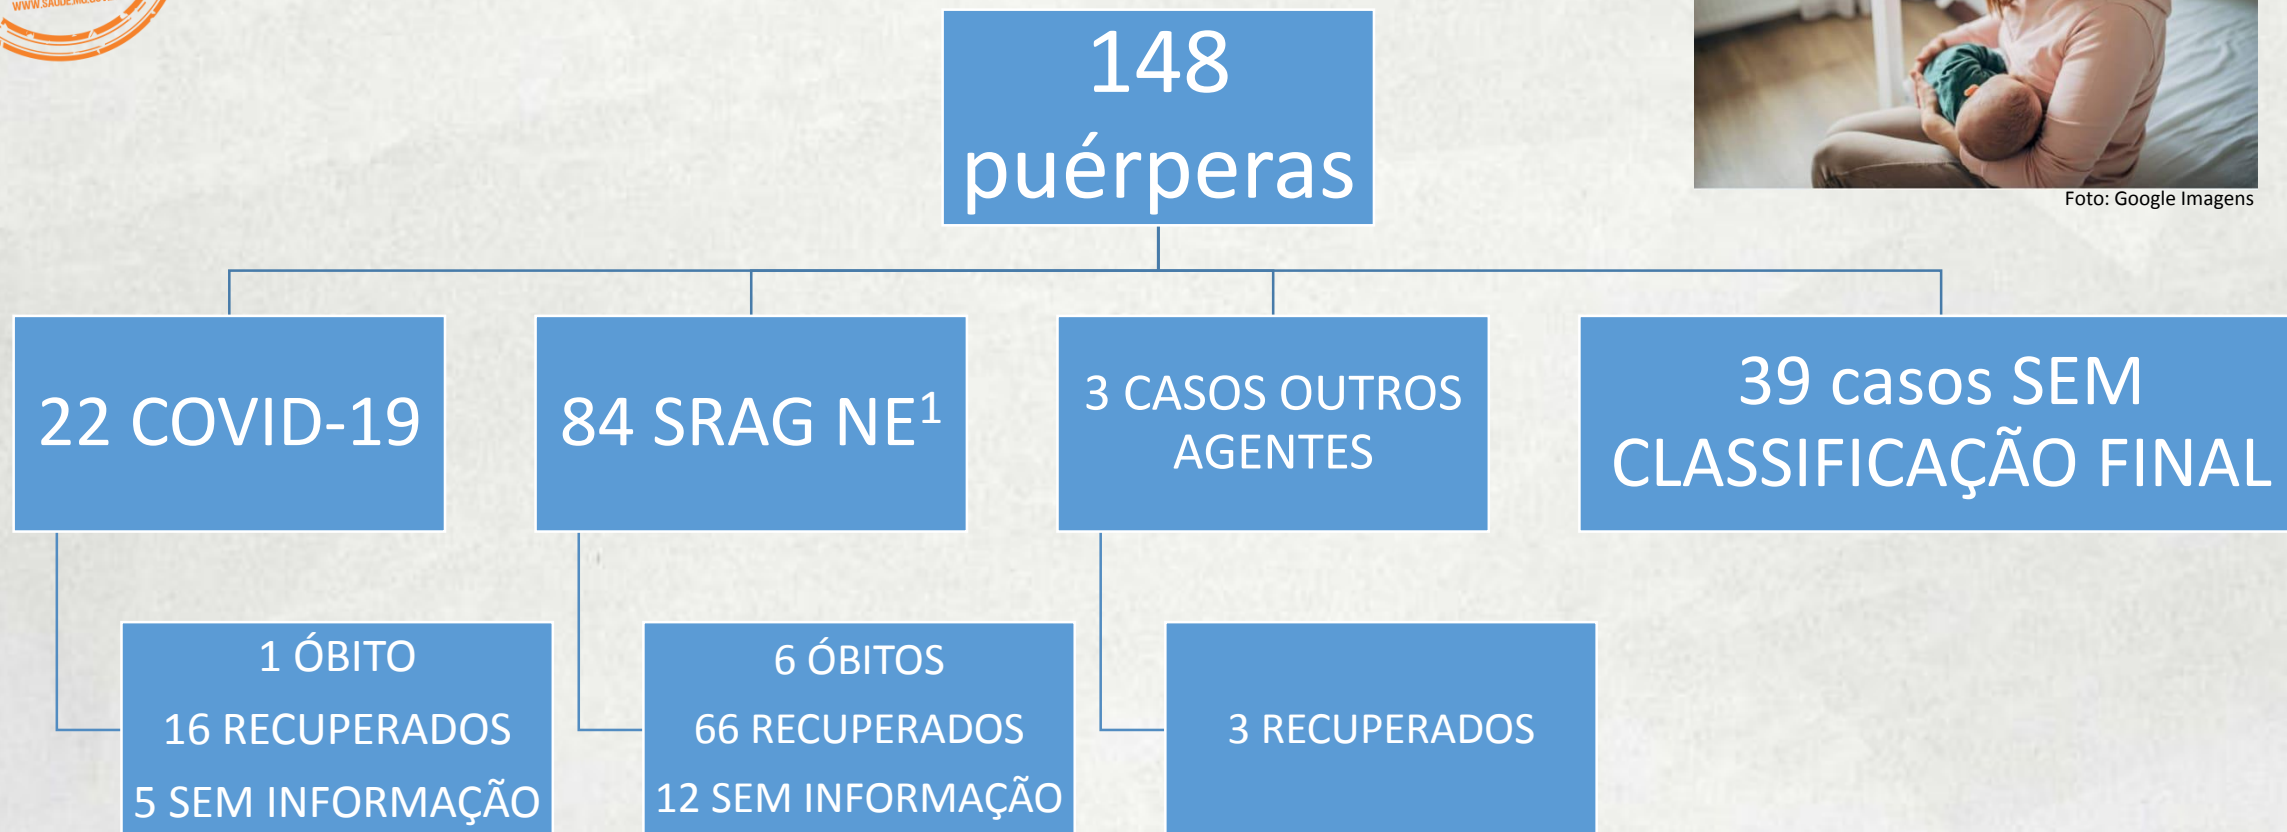 148
puérperas
Foto: Google Imagens
22 COVID-19
84 SRAG NE¹
3 CASOS OUTROS
AGENTES
39 casos SEM
CLASSIFICAÇÃO FINAL
1 ÓBITO
16 RECUPERADOS
5 SEM INFORMAÇÃO
6 ÓBITOS
66 RECUPERADOS
12 SEM INFORMAÇÃO
3 RECUPERADOS